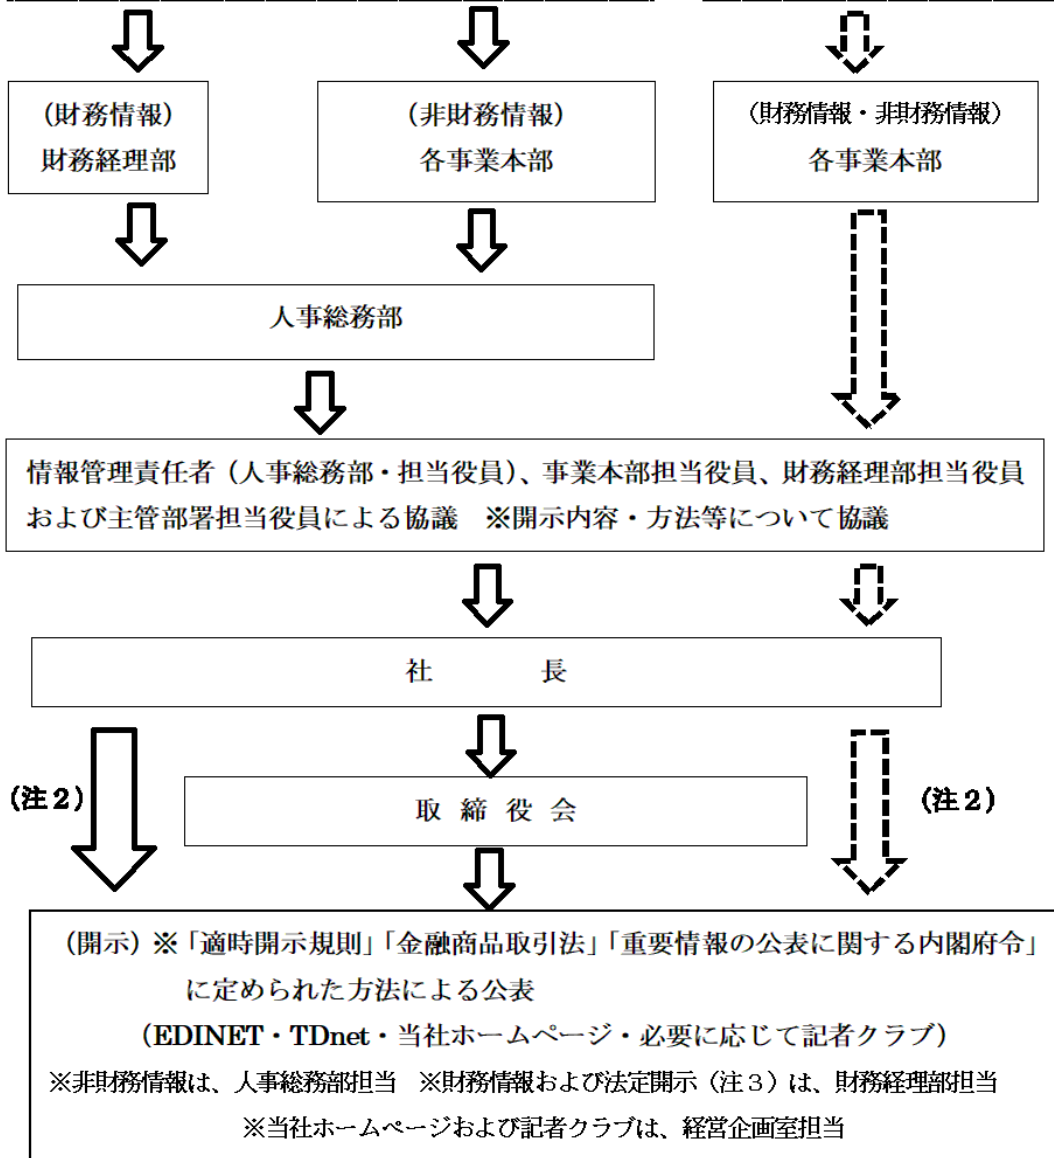 （財務情報）
財務経理部
（非財務情報）
各事業本部
（財務情報・非財務情報）
各事業本部
人事総務部
情報管理責任者（人事総務部・担当役員）、事業本部担当役員、財務経理部担当役員
および主管部署担当役員による協議　※開示内容・方法等について協議
社　　　　長
（注２）
取 締 役 会
（注２）
（開示）※「適時開示規則」「金融商品取引法」「重要情報の公表に関する内閣府令」
に定められた方法による公表
（EDINET・TDnet・当社ホームページ・必要に応じて記者クラブ）
※非財務情報は、人事総務部担当　※財務情報および法定開示（注３）は、財務経理部担当
※当社ホームページおよび記者クラブは、経営企画室担当